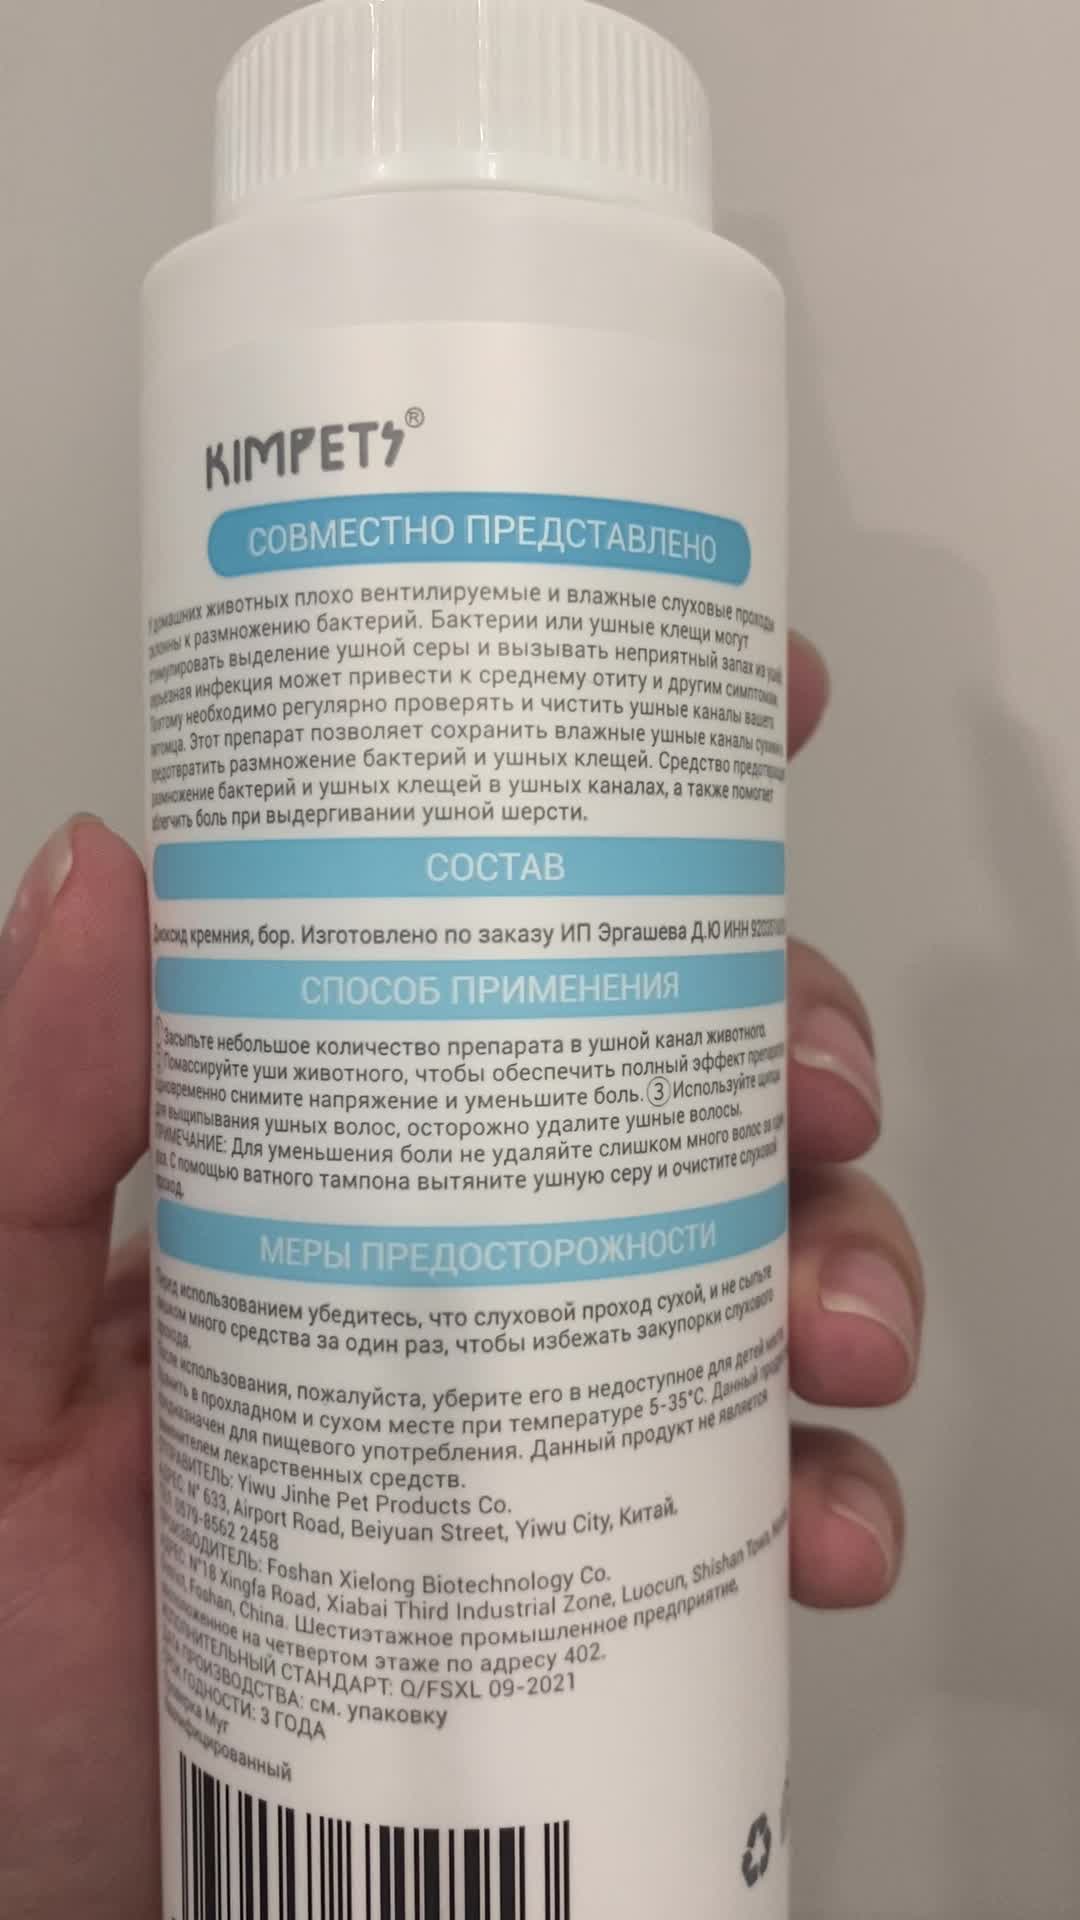 KIMPETS®
СОВМЕСТНО ПРЕДСТАВЛЕНО
У домашних животных плохо вентилируемые и влажные слуховые проходы
склонны к размножению бактерий. Бактерии или ушные клещи могут
стимулировать выделение ушной серы и вызывать неприятный запах из ушей
серьезная инфекция может привести к среднему отиту и другим симптомам
Поэтому необходимо регулярно проверять и чистить ушные каналы вашего
питомца. Этот препарат позволяет сохранить влажные ушные каналы сухими
предотвратить размножение бактерий и ушных клещей. Средство предотвращает
размножение бактерий и ушных клещей в ушных каналах, а также помогает
облегчить боль при выдергивании ушной шерсти.
СОСТАВ
Диоксид кремния, бор. Изготовлено по заказу ИП Эргашева Д.Ю ИНН
СПОСОБ ПРИМЕНЕНИЯ
① Засыпьте небольшое количество препарата в ушной канал животного.
Помассируйте уши животного, чтобы обеспечить полный эффект препарата
одновременно снимите напряжение и уменьшите боль. ③ Используйте щипцы
для выщипывания ушных волос, осторожно удалите ушные волосы.
ПРИМЕЧАНИЕ: Для уменьшения боли не удаляйте слишком много волос за один
раз. С помощью ватного тампона вытяните ушную серу и очистите слуховой
проход.
МЕРЫ ПРЕДОСТОРОЖНОСТИ
Перед использованием убедитесь, что слуховой проход сухой, и не сыпьте
слишком много средства за один раз, чтобы избежать закупорки слухового
прохода.
После использования, пожалуйста, уберите его в недоступное для детей место
Хранить в прохладном и сухом месте при температуре 5-35°C. Данный продукт
предназначен для пищевого употребления. Данный продукт не является
заменителем лекарственных средств.
ОТПРАВИТЕЛЬ: Yiwu Jinhe Pet Products Co.
АДРЕС: N° 633, Airport Road, Beiyuan Street, Yiwu City, Китай.
0579-8562 2458
ПРОИЗВОДИТЕЛЬ: Foshan Xielong Biotechnology Co.
АДРЕС: N°18 Xingfa Road, Xiabai Third Industrial Zone, Luocun, Shishan Town,
Foshan, China. Шестиэтажное промышленное предприятие,
расположенное на четвертом этаже по адресу 402.
ИСПОЛНИТЕЛЬНЫЙ СТАНДАРТ: Q/FSXL 09-2021
ДАТА ПРОИЗВОДСТВА: см. упаковку
СРОК ГОДНОСТИ: 3 ГОДА
Муг
Квалифицированный